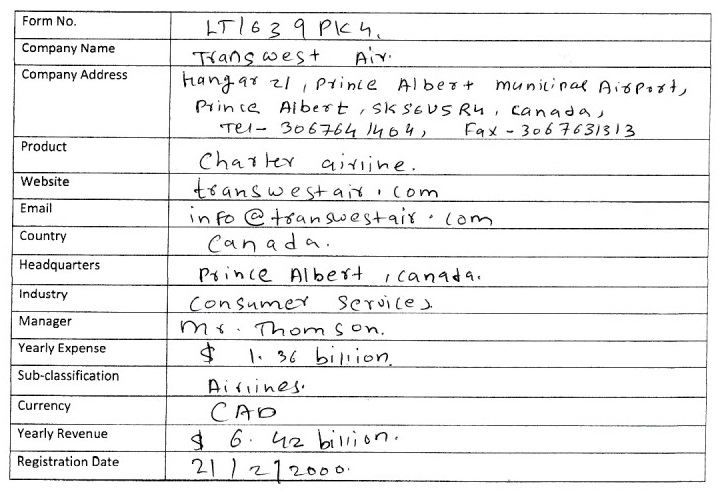 Form No. LT1639PK4.
Company Name Transwest Air.
Company Address Hangar 21, Prince Albert municipal Airport,
Prince Albert, SKS6V5R4, Canada,
Tel- 3067641404, Fax - 3067631313
Product Charter airline.
Website transwestair.com
Email info@transwestair.com
Country Canada.
Headquarters Prince Albert, Canada.
Industry Consumer Services.
Manager Mr. Thomson.
Yearly Expense $ 1.36 billion.
Sub-classification Airlines.
Currency CAD
Yearly Revenue $ 6.42 billion.
Registration Date 21/2/2000.